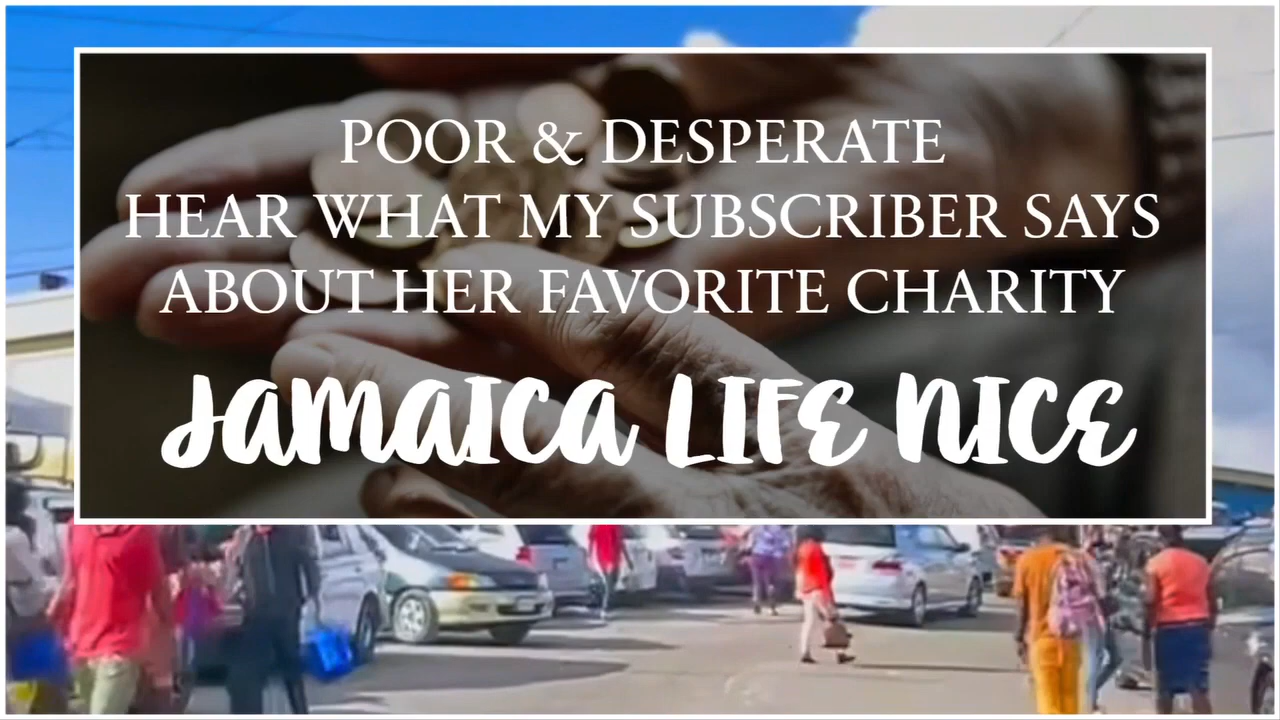 POOR & DESPERATE
HEAR WHAT MY SUBSCRIBER SAYS
ABOUT HER FAVORITE CHARITY
JAMAICA LIFE NICE